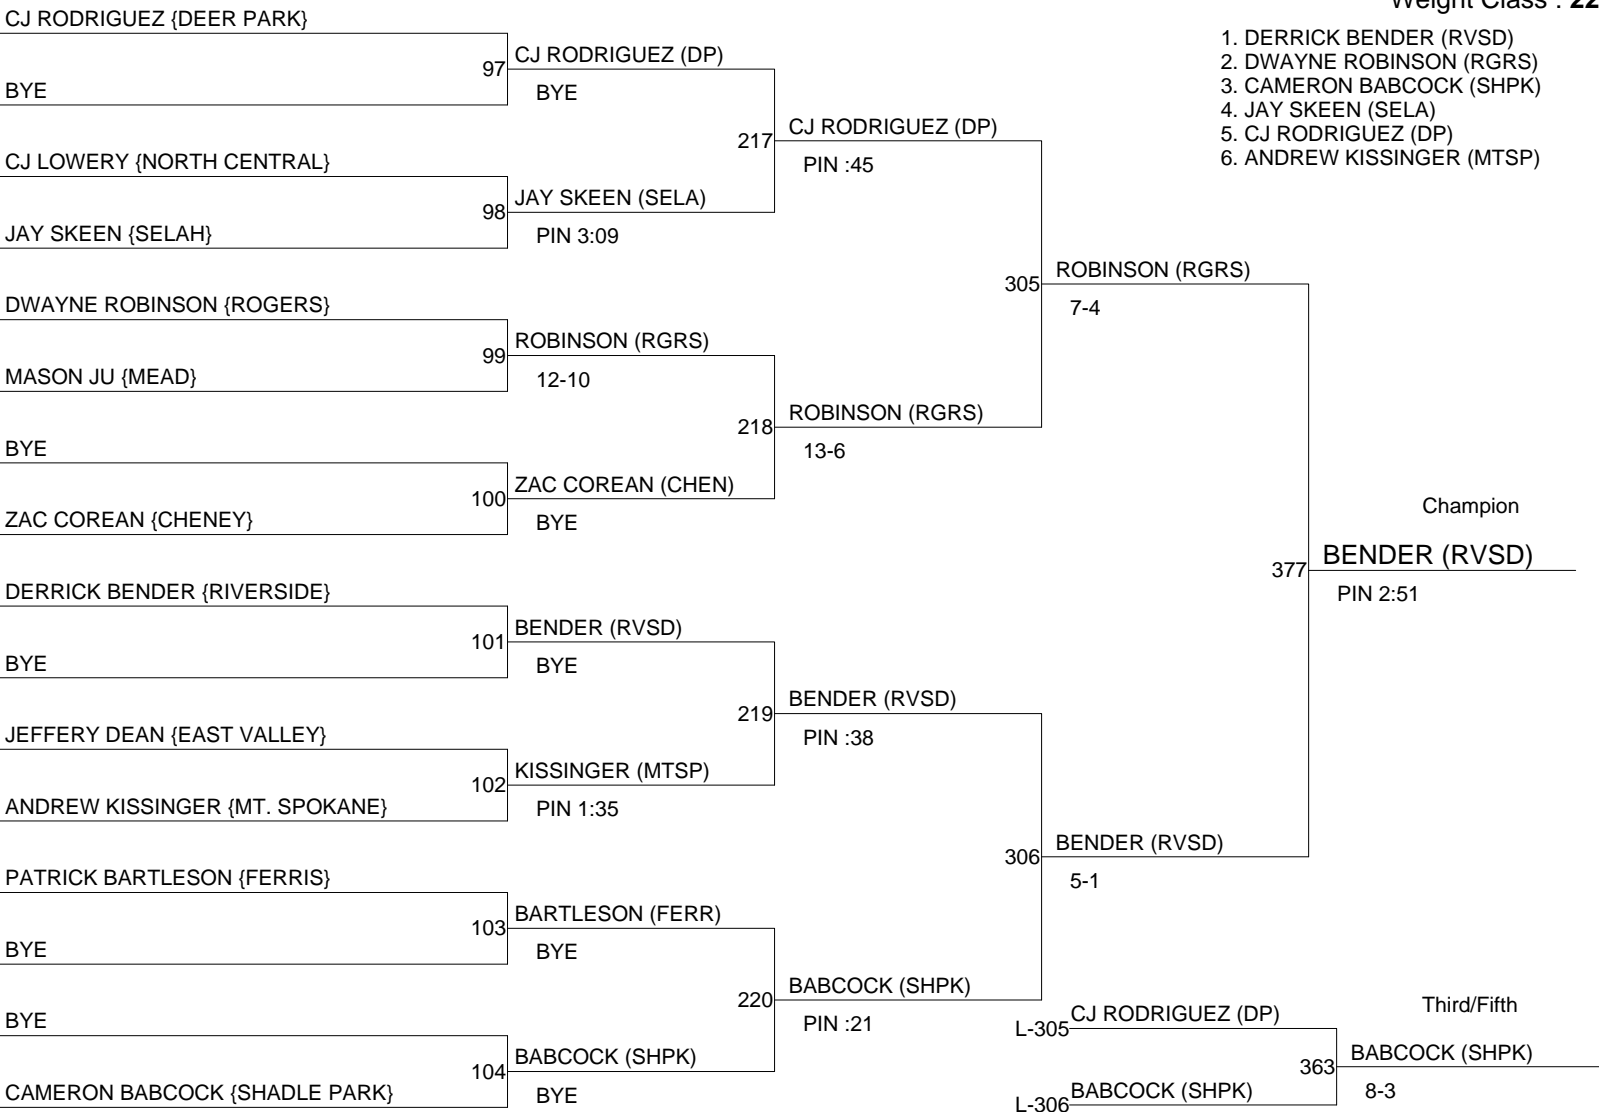 CJ RODRIGUEZ {DEER PARK}
BYE
97
CJ RODRIGUEZ (DP)
BYE
CJ LOWERY {NORTH CENTRAL}
JAY SKEEN {SELAH}
98
JAY SKEEN (SELA)
PIN 3:09
217
CJ RODRIGUEZ (DP)
PIN :45
DWAYNE ROBINSON {ROGERS}
MASON JU {MEAD}
99
ROBINSON (RGRS)
12-10
BYE
ZAC COREAN {CHENEY}
100
ZAC COREAN (CHEN)
BYE
218
ROBINSON (RGRS)
13-6
305
ROBINSON (RGRS)
7-4
DERRICK BENDER {RIVERSIDE}
BYE
101
BENDER (RVSD)
BYE
JEFFERY DEAN {EAST VALLEY}
ANDREW KISSINGER {MT. SPOKANE}
102
KISSINGER (MTSP)
PIN 1:35
219
BENDER (RVSD)
PIN :38
PATRICK BARTLESON {FERRIS}
BYE
103
BARTLESON (FERR)
BYE
BYE
CAMERON BABCOCK {SHADLE PARK}
104
BABCOCK (SHPK)
BYE
220
BABCOCK (SHPK)
PIN :21
306
BENDER (RVSD)
5-1
Champion
377
BENDER (RVSD)
PIN 2:51
Weight Class : 22
1. DERRICK BENDER (RVSD)
2. DWAYNE ROBINSON (RGRS)
3. CAMERON BABCOCK (SHPK)
4. JAY SKEEN (SELA)
5. CJ RODRIGUEZ (DP)
6. ANDREW KISSINGER (MTSP)
Third/Fifth
L-305
CJ RODRIGUEZ (DP)
L-306
BABCOCK (SHPK)
363
BABCOCK (SHPK)
8-3